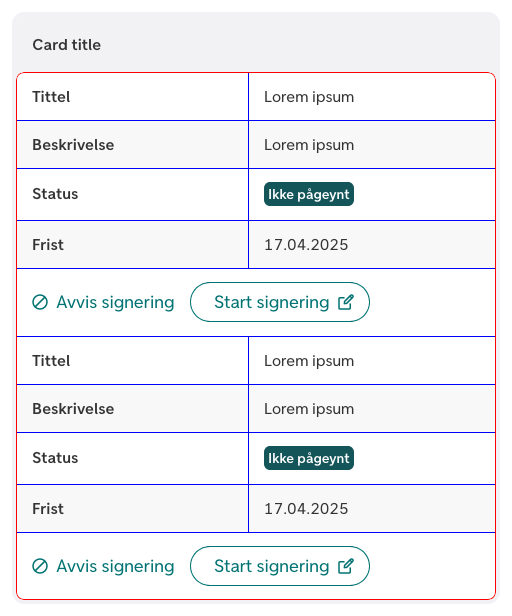 Card title
Tittel Lorem ipsum
Beskrivelse Lorem ipsum
Status Ikke pågeynt
Frist 17.04.2025
Avvis signering Start signering
Tittel Lorem ipsum
Beskrivelse Lorem ipsum
Status Ikke pågeynt
Frist 17.04.2025
Avvis signering Start signering